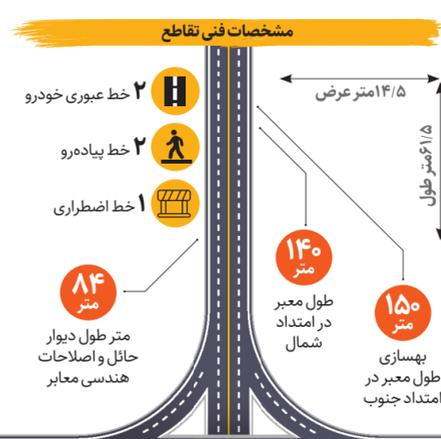 مشخصات فنی تقاطع
۱۴/۵متر عرض
۶۱/۵متر طول
۲ خط عبوری خودرو
۲ خط پیاده‌رو
۱ خط اضطراری
۱۴۰
متر
طول معبر
در امتداد
شمال
۱۵۰
متر
بهسازی
طول معبر در
امتداد جنوب
۸۴
متر
متر طول دیوار
حائل و اصلاحات
هندسی معابر